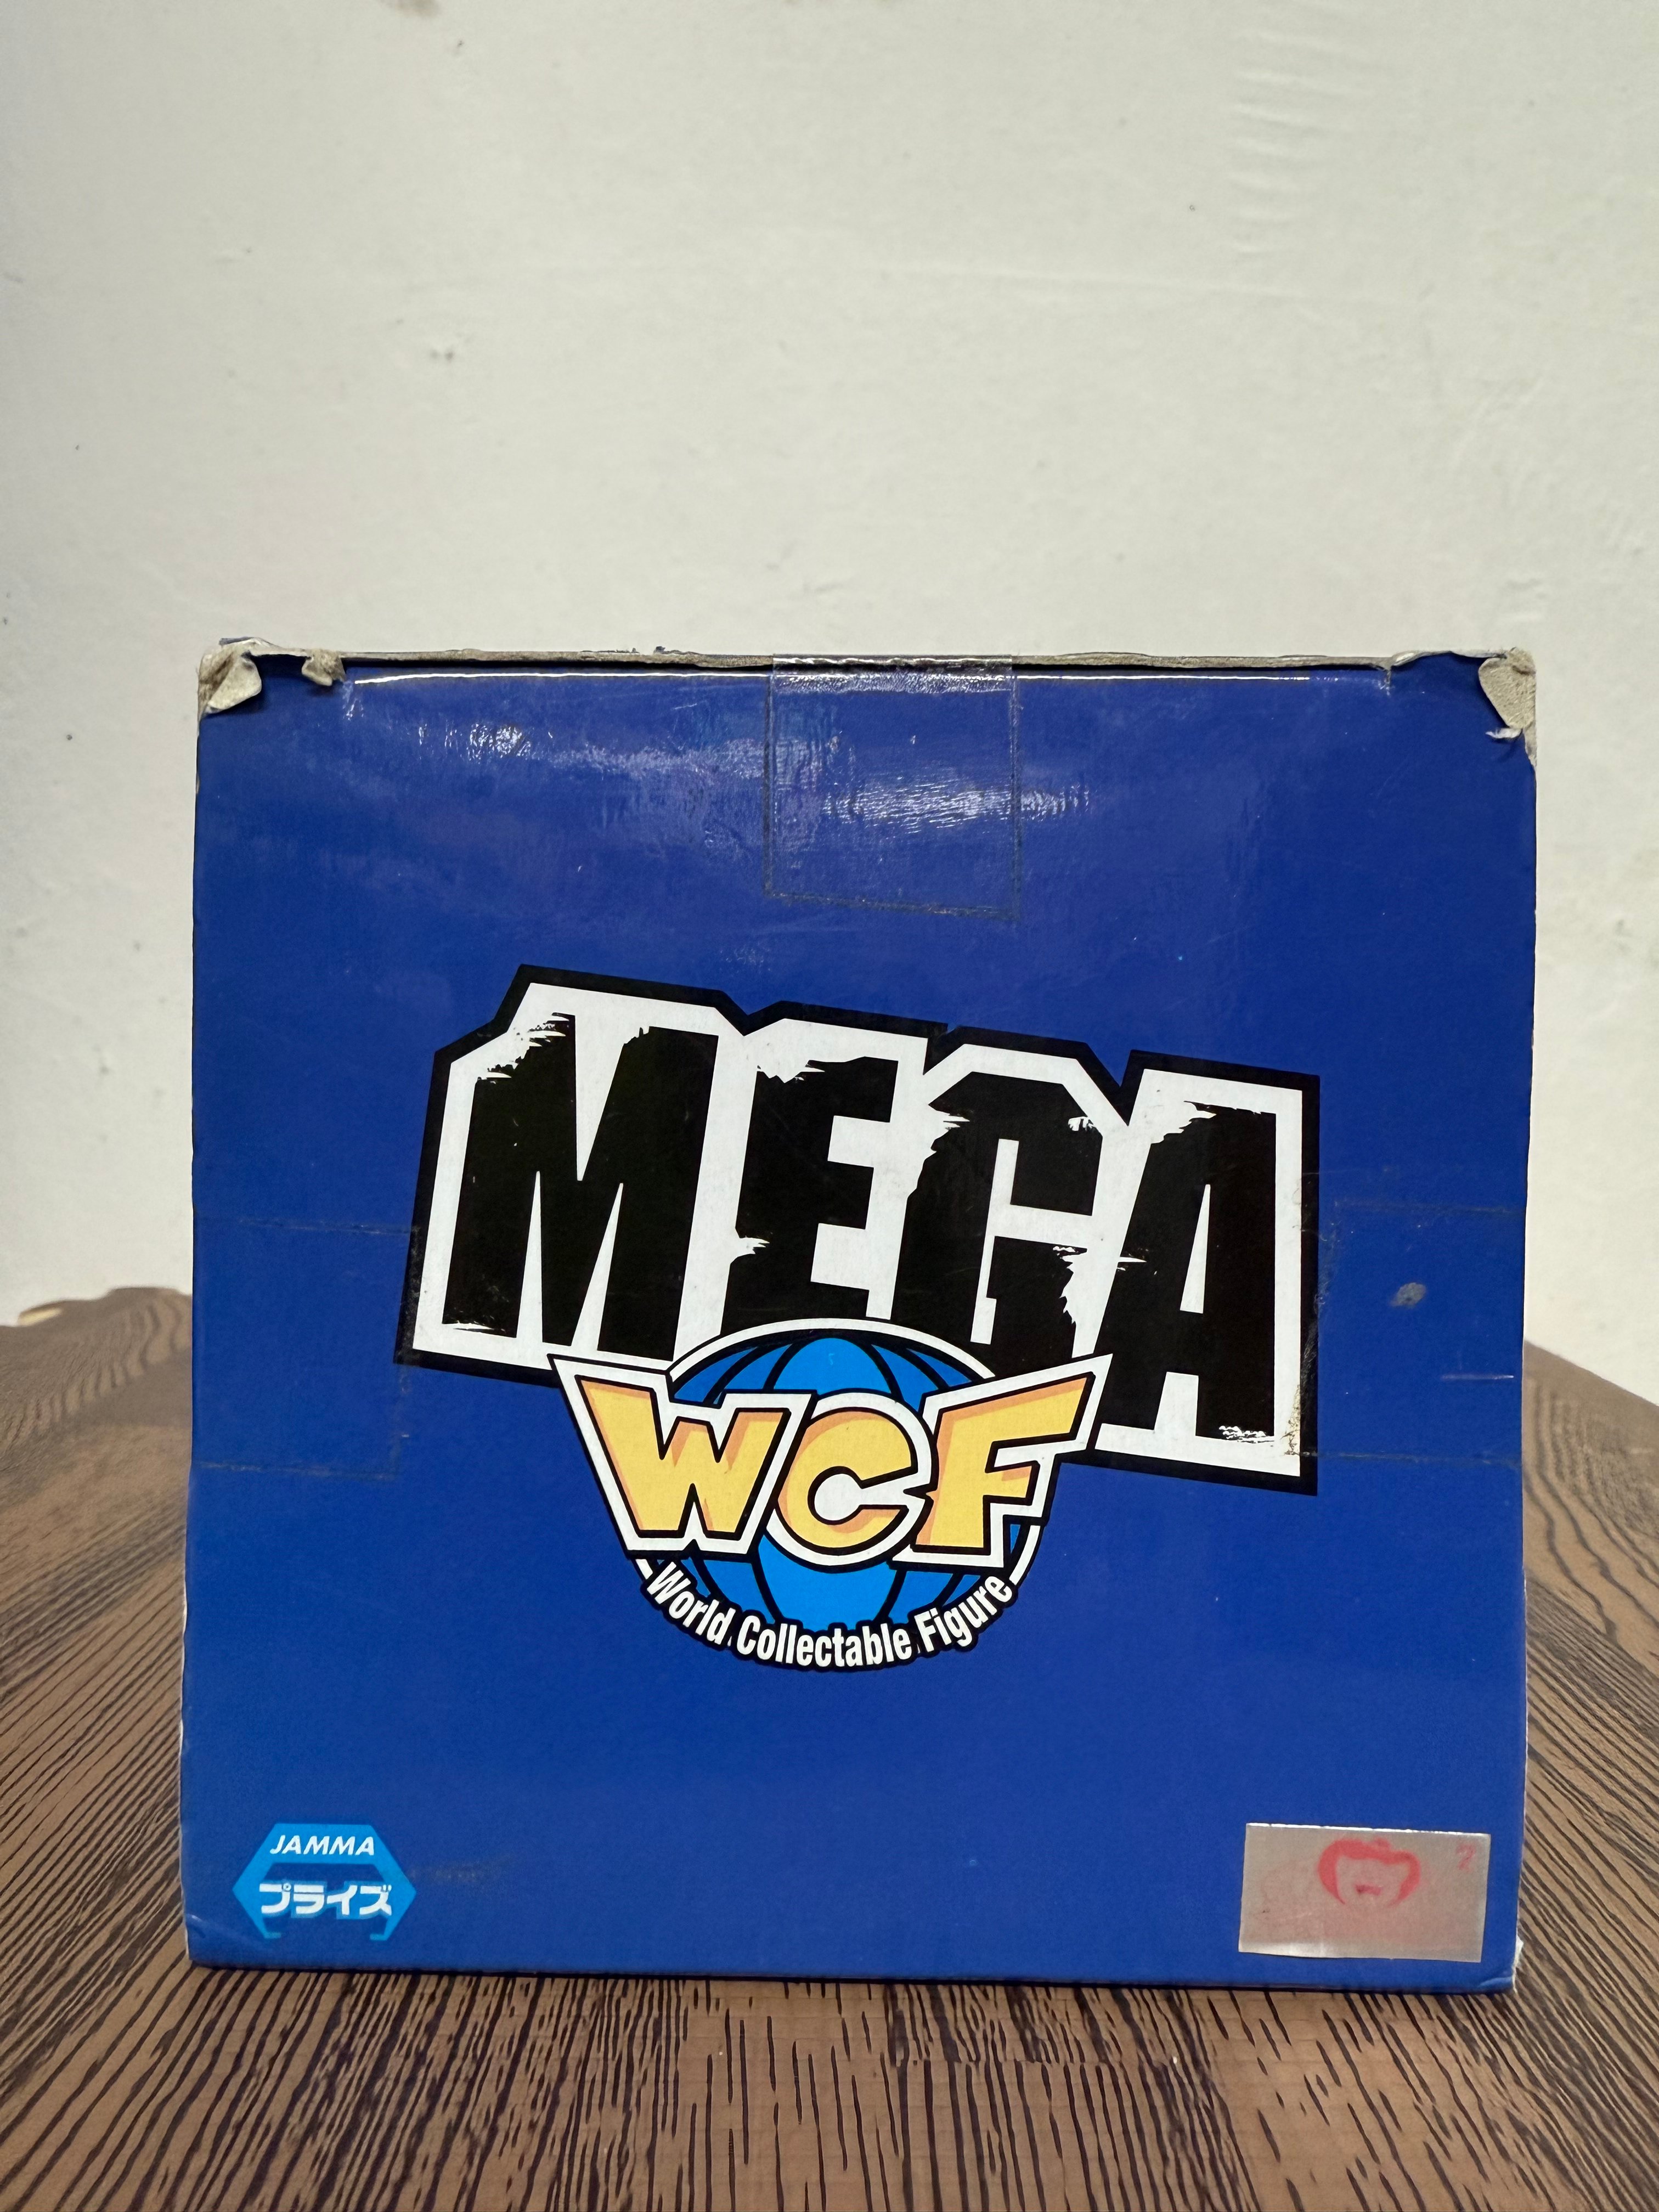 MEGA
WCF
World Collectable Figure
JAMMA
プライズ